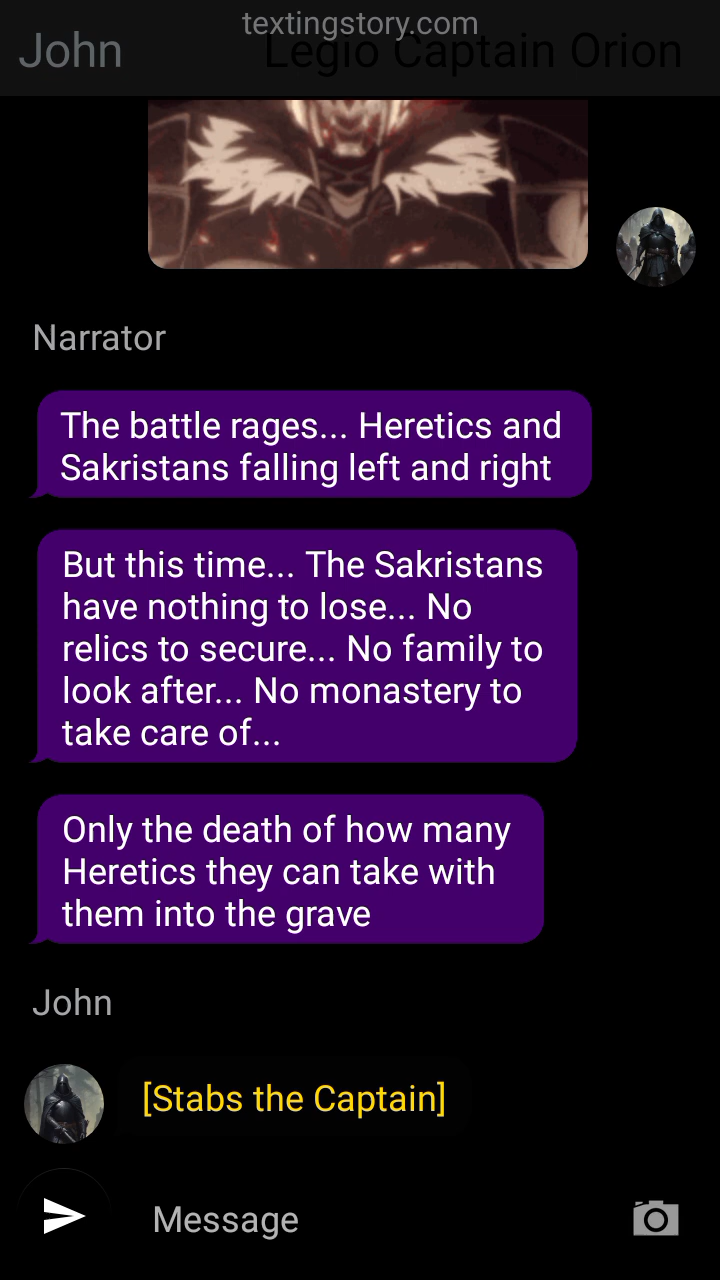 textingstory.com
John
Legio Captain Orion
Narrator
The battle rages... Heretics and
Sakristans falling left and right
But this time... The Sakristans
have nothing to lose... No
relics to secure... No family to
look after... No monastery to
take care of...
Only the death of how many
Heretics they can take with
them into the grave
John
[Stabs the Captain]
Message